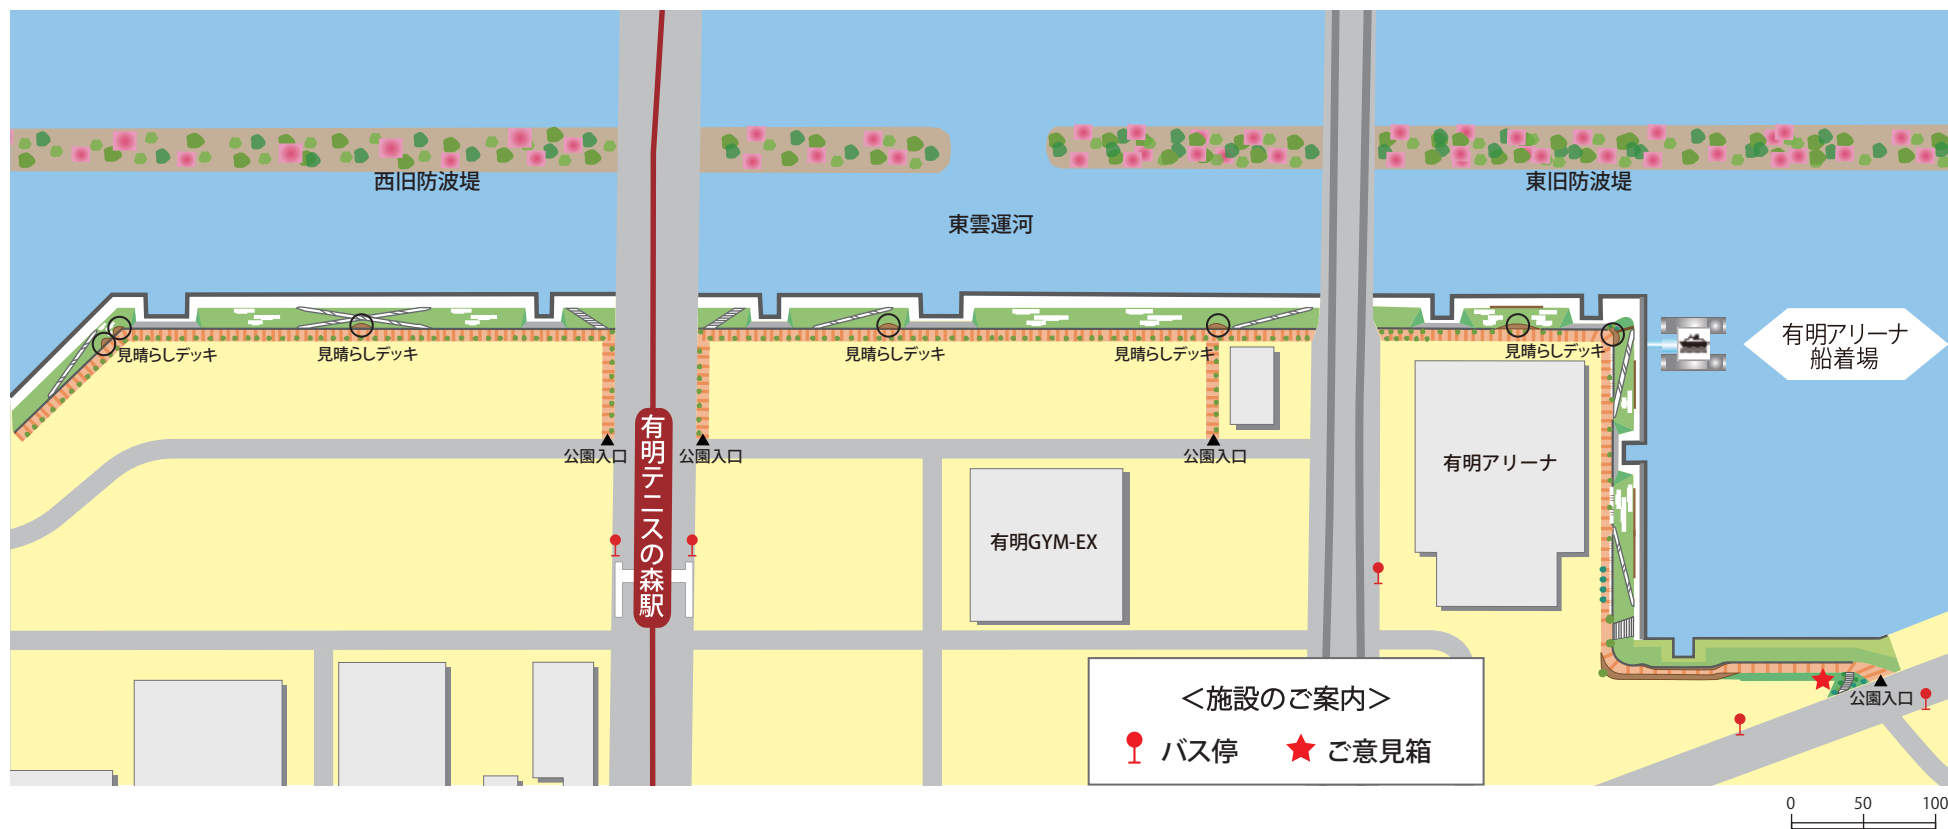 西旧防波堤
東旧防波堤
東雲運河
有明アリーナ
船着場
見晴らしデッキ
見晴らしデッキ
見晴らしデッキ
見晴らしデッキ
見晴らしデッキ
公園入口
公園入口
公園入口
有明テニスの森駅
有明アリーナ
有明GYM-EX
＜施設のご案内＞
バス停
ご意見箱
公園入口
0 50 100